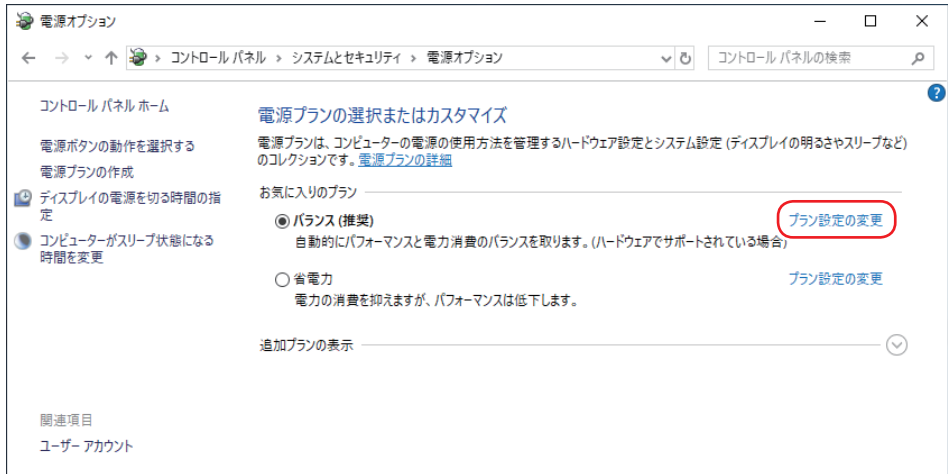 電源オプション
コントロール パネル › システムとセキュリティ › 電源オプション
コントロール パネルの検索
コントロール パネル ホーム
電源ボタンの動作を選択する
電源プランの作成
ディスプレイの電源を切る時間の指
定
コンピューターがスリープ状態になる
時間を変更
関連項目
ユーザー アカウント
電源プランの選択またはカスタマイズ
電源プランは、コンピューターの電源の使用方法を管理するハードウェア設定とシステム設定 (ディスプレイの明るさやスリープなど)
のコレクションです。電源プランの詳細
お気に入りのプラン
バランス (推奨) プラン設定の変更
自動的にパフォーマンスと電力消費のバランスを取ります。(ハードウェアでサポートされている場合)
省電力 プラン設定の変更
電力の消費を抑えますが、パフォーマンスは低下します。
追加プランの表示